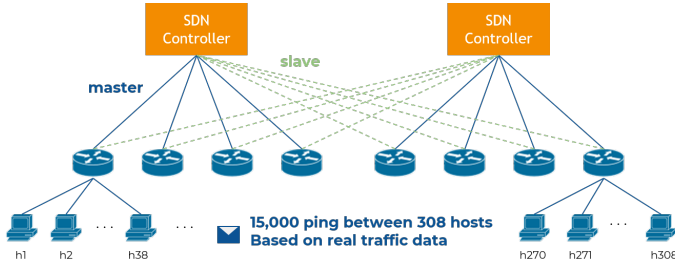 SDN
Controller
SDN
Controller
slave
master
15,000 ping between 308 hosts
Based on real traffic data
. . .
. . .
. . .
h1
h2
h38
h270
h271
h308